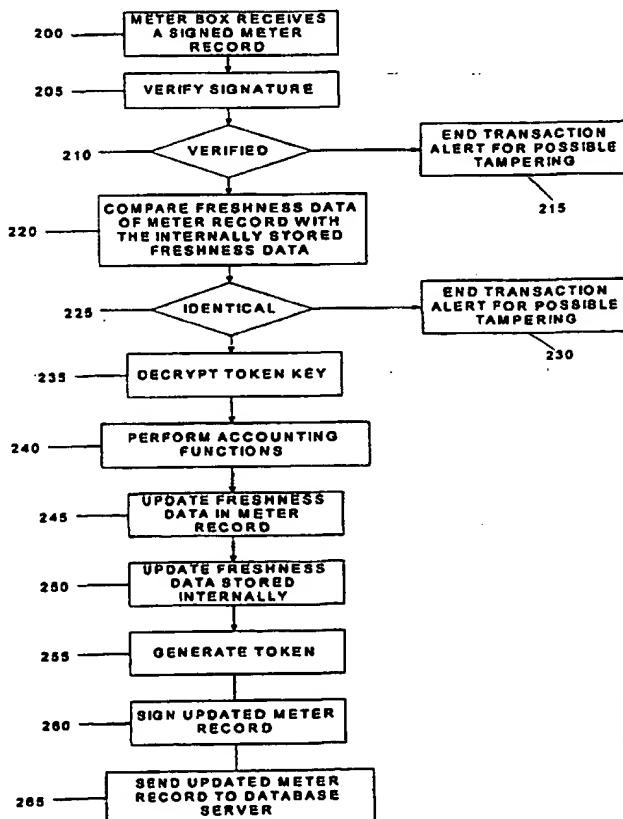 200
METER BOX RECEIVES
A SIGNED METER
RECORD
205
VERIFY SIGNATURE
210
VERIFIED
END TRANSACTION
ALERT FOR POSSIBLE
TAMPERING
215
220
COMPARE FRESHNESS DATA
OF METER RECORD WITH
THE INTERNALLY STORED
FRESHNESS DATA
225
IDENTICAL
END TRANSACTION
ALERT FOR POSSIBLE
TAMPERING
230
235
DECRYPT TOKEN KEY
240
PERFORM ACCOUNTING
FUNCTIONS
245
UPDATE FRESHNESS
DATA IN METER
RECORD
250
UPDATE FRESHNESS
DATA STORED
INTERNALLY
255
GENERATE TOKEN
260
SIGN UPDATED METER
RECORD
265
SEND UPDATED METER
RECORD TO DATABASE
SERVER